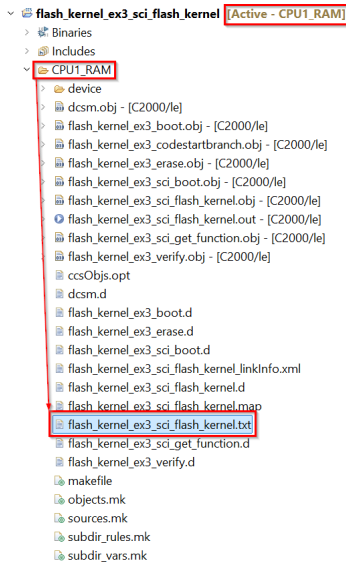 flash_kernel_ex3_sci_flash_kernel [Active - CPU1_RAM]
Binaries
Includes
CPU1_RAM
device
dcsm.obj - [C2000/le]
flash_kernel_ex3_boot.obj - [C2000/le]
flash_kernel_ex3_codestartbranch.obj - [C2000/le]
flash_kernel_ex3_erase.obj - [C2000/le]
flash_kernel_ex3_sci_boot.obj - [C2000/le]
flash_kernel_ex3_sci_flash_kernel.obj - [C2000/le]
flash_kernel_ex3_sci_flash_kernel.out - [C2000/le]
flash_kernel_ex3_sci_get_function.obj - [C2000/le]
flash_kernel_ex3_verify.obj - [C2000/le]
ccsObjs.opt
dcsm.d
flash_kernel_ex3_boot.d
flash_kernel_ex3_erase.d
flash_kernel_ex3_sci_boot.d
flash_kernel_ex3_sci_flash_kernel_linkInfo.xml
flash_kernel_ex3_sci_flash_kernel.d
flash_kernel_ex3_sci_flash_kernel.map
flash_kernel_ex3_sci_flash_kernel.txt
flash_kernel_ex3_sci_get_function.d
flash_kernel_ex3_verify.d
makefile
objects.mk
sources.mk
subdir_rules.mk
subdir_vars.mk